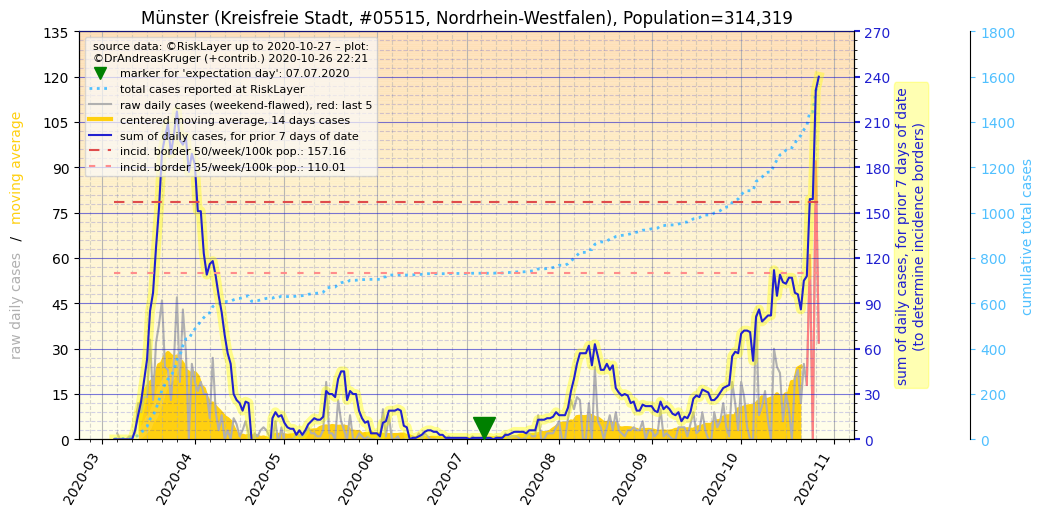 Münster (Kreisfreie Stadt, #05515, Nordrhein-Westfalen), Population=314,319
source data: ©RiskLayer up to 2020-10-27 – plot:
©DrAndreasKruger (+contrib.) 2020-10-26 22:21
marker for 'expectation day': 07.07.2020
total cases reported at RiskLayer
raw daily cases (weekend-flawed), red: last 5
centered moving average, 14 days cases
sum of daily cases, for prior 7 days of date
incid. border 50/week/100k pop.: 157.16
incid. border 35/week/100k pop.: 110.01
raw daily cases / moving average
135
120
105
90
75
60
45
30
15
0
2020-03
2020-04
2020-05
2020-06
2020-07
2020-08
2020-09
2020-10
2020-11
270
240
210
180
150
120
90
60
30
0
sum of daily cases, for prior 7 days of date
(to determine incidence borders)
1800
1600
1400
1200
1000
800
600
400
200
0
cumulative total cases